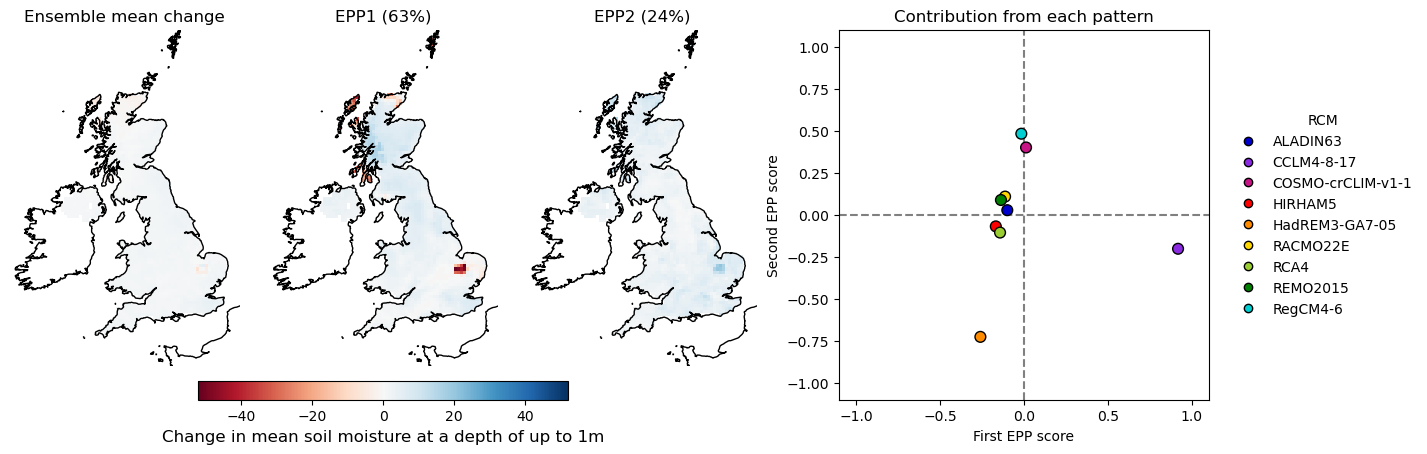 Ensemble mean change
EPP1 (63%)
EPP2 (24%)
−40 −20 0 20 40
Change in mean soil moisture at a depth of up to 1m
Contribution from each pattern
Second EPP score
1.00
0.75
0.50
0.25
0.00
−0.25
−0.50
−0.75
−1.00
−1.0 −0.5 0.0 0.5 1.0
First EPP score
RCM
ALADIN63
CCLM4-8-17
COSMO-crCLIM-v1-1
HIRHAM5
HadREM3-GA7-05
RACMO22E
RCA4
REMO2015
RegCM4-6